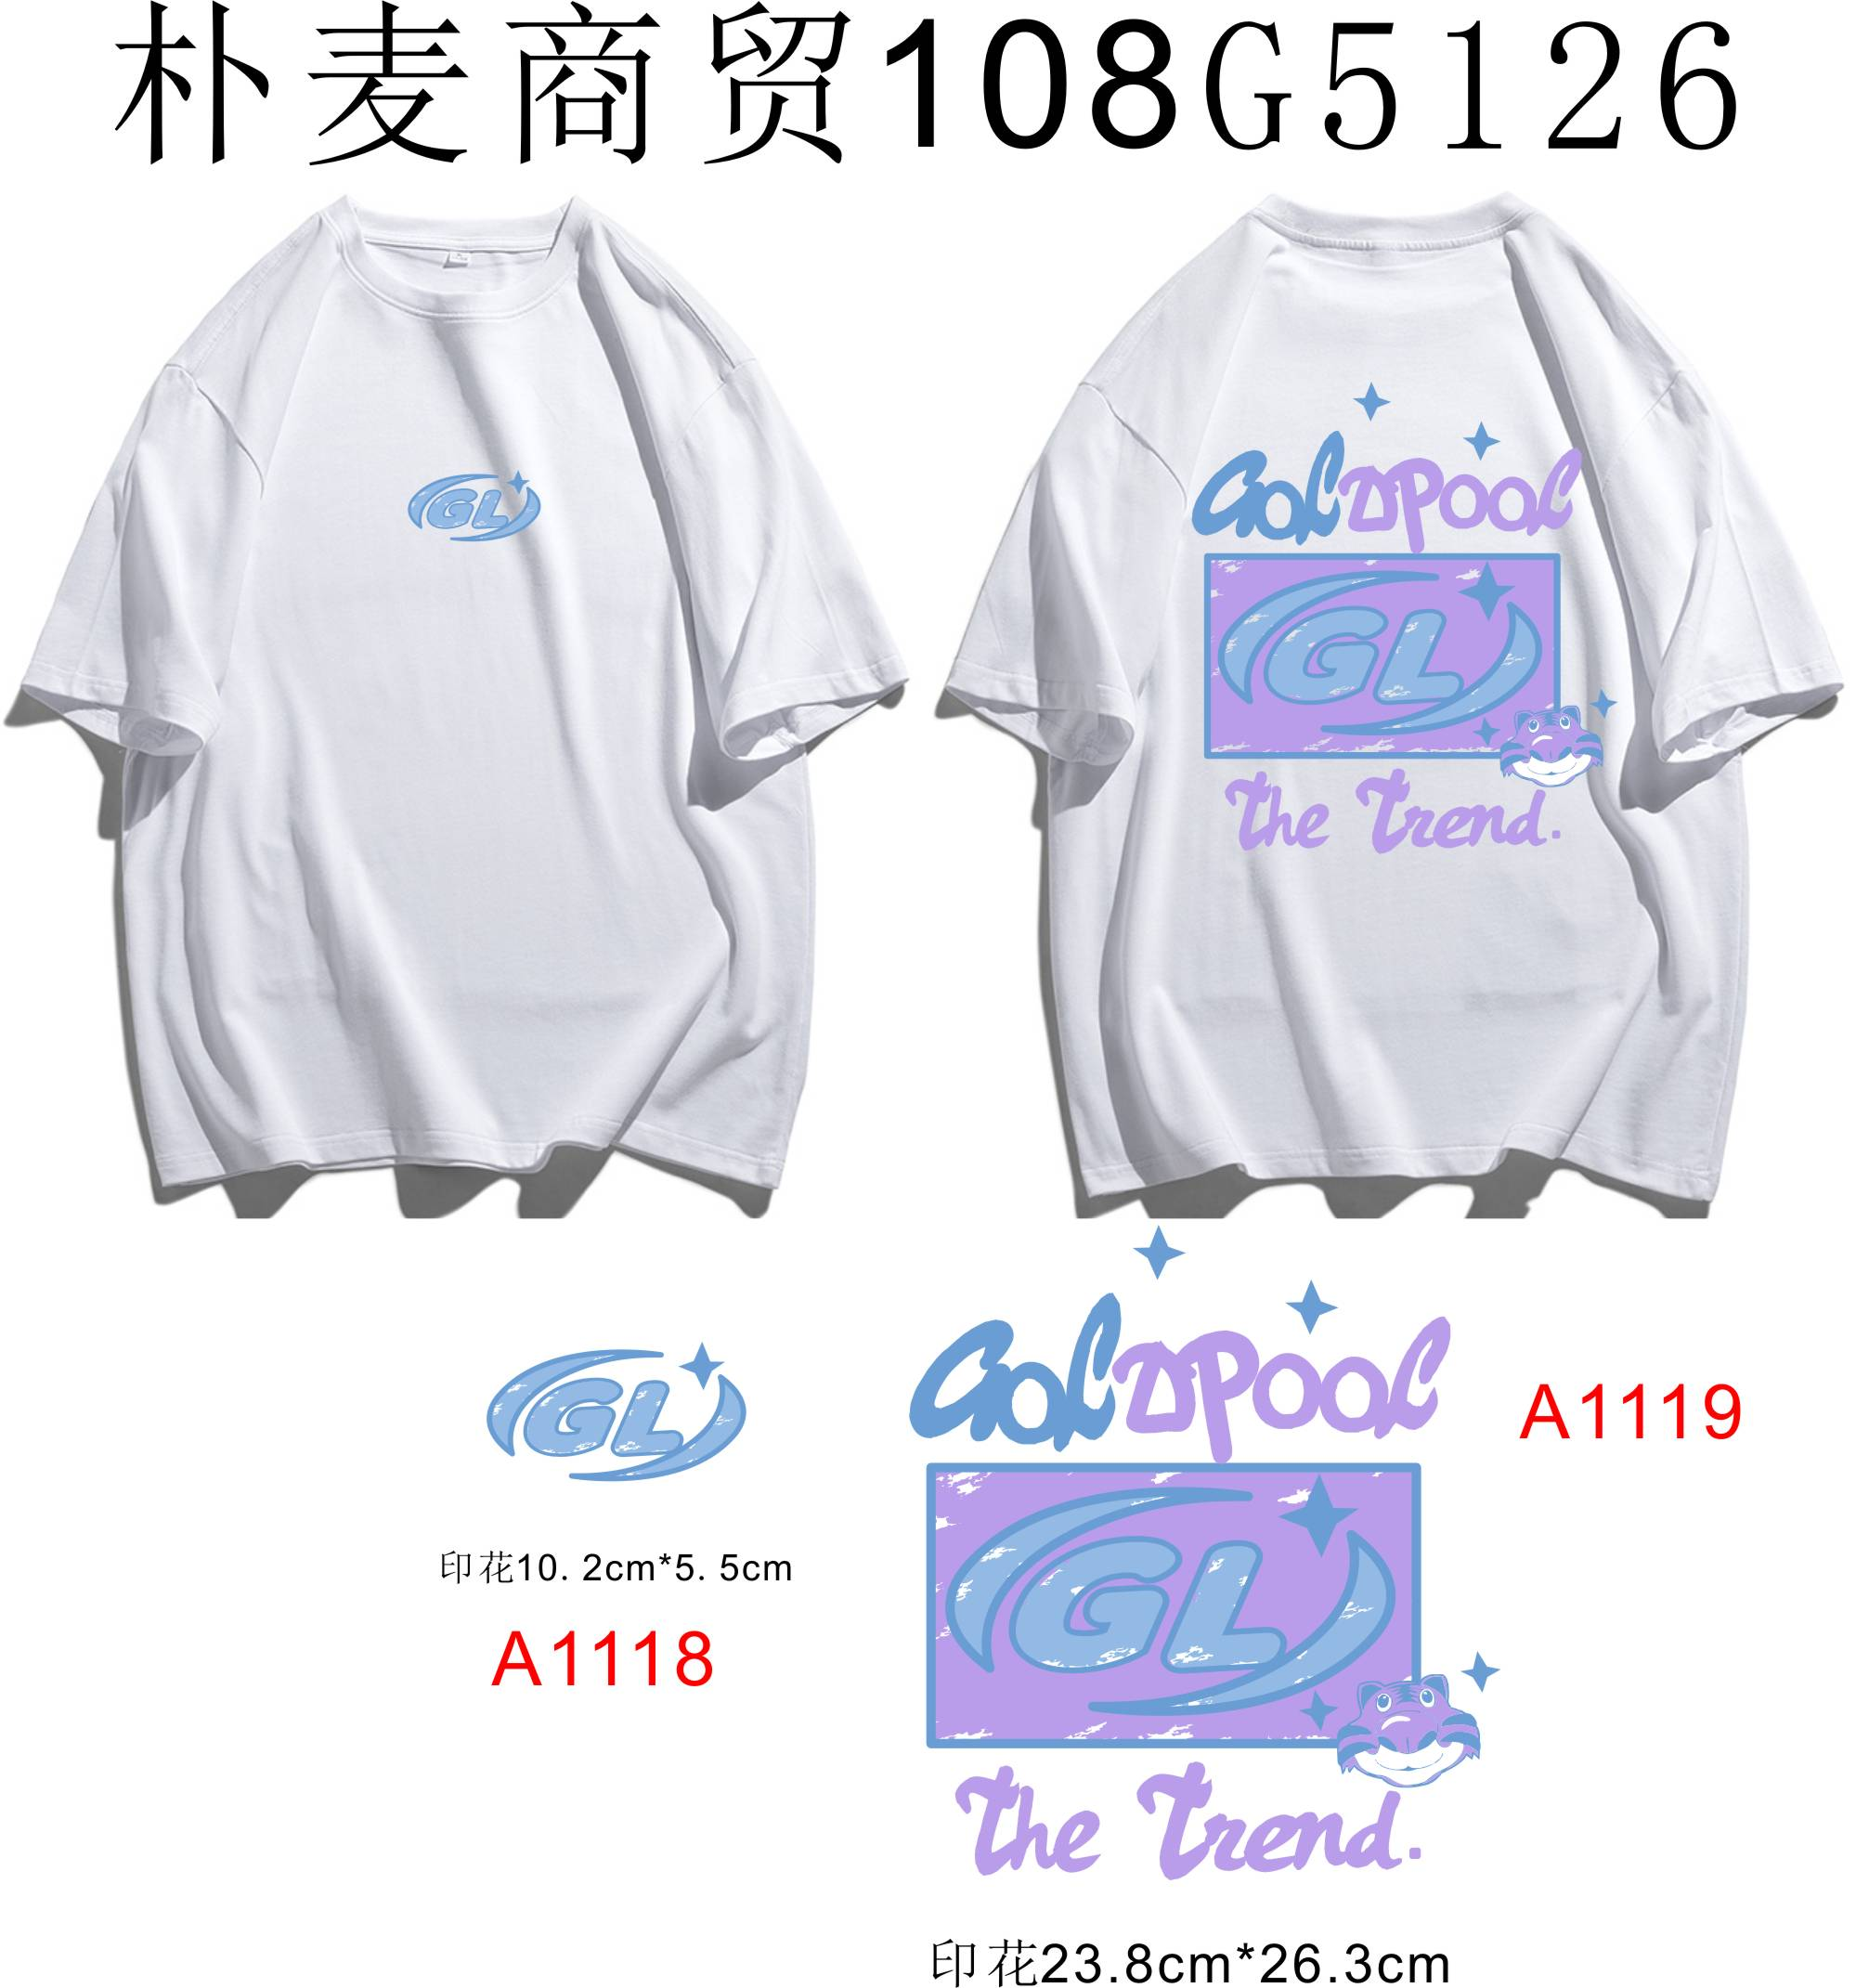 朴麦商贸108G5126
GL
GOLDPOOL
GL
The Trend.
GL
印花10. 2cm*5. 5cm
A1118
GOLDPOOL
A1119
GL
The Trend.
印花23.8cm*26.3cm